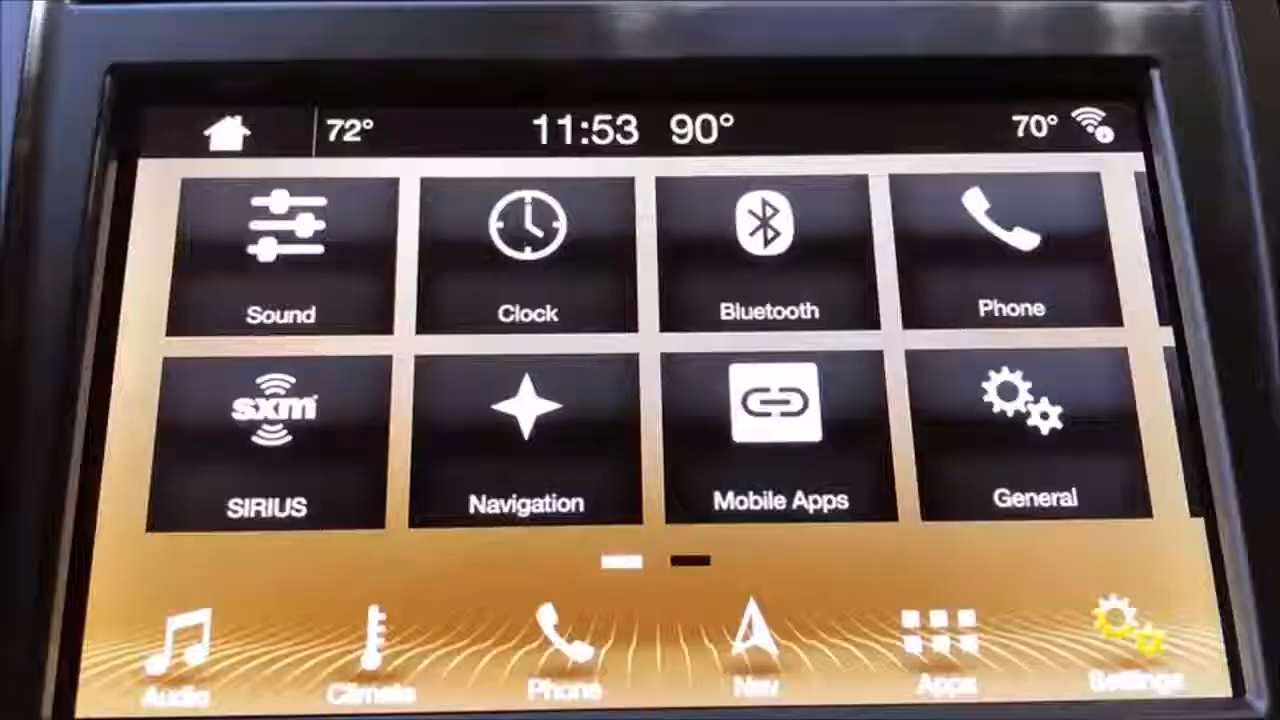 72° 11:53 90° 70°
Sound Clock Bluetooth Phone
sxm
SIRIUS Navigation Mobile Apps General
Audio Climate Phone Nav Apps Settings